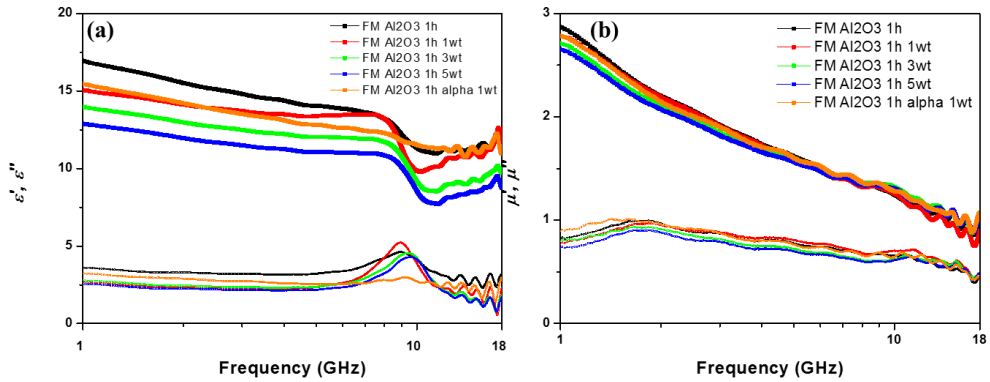 (a)
FM Al2O3 1h
FM Al2O3 1h 1wt
FM Al2O3 1h 3wt
FM Al2O3 1h 5wt
FM Al2O3 1h alpha 1wt
20
15
10
5
0
ε', ε''
1
10
18
Frequency (GHz)
(b)
FM Al2O3 1h
FM Al2O3 1h 1wt
FM Al2O3 1h 3wt
FM Al2O3 1h 5wt
FM Al2O3 1h alpha 1wt
3
2
1
0
μ', μ''
1
10
18
Frequency (GHz)